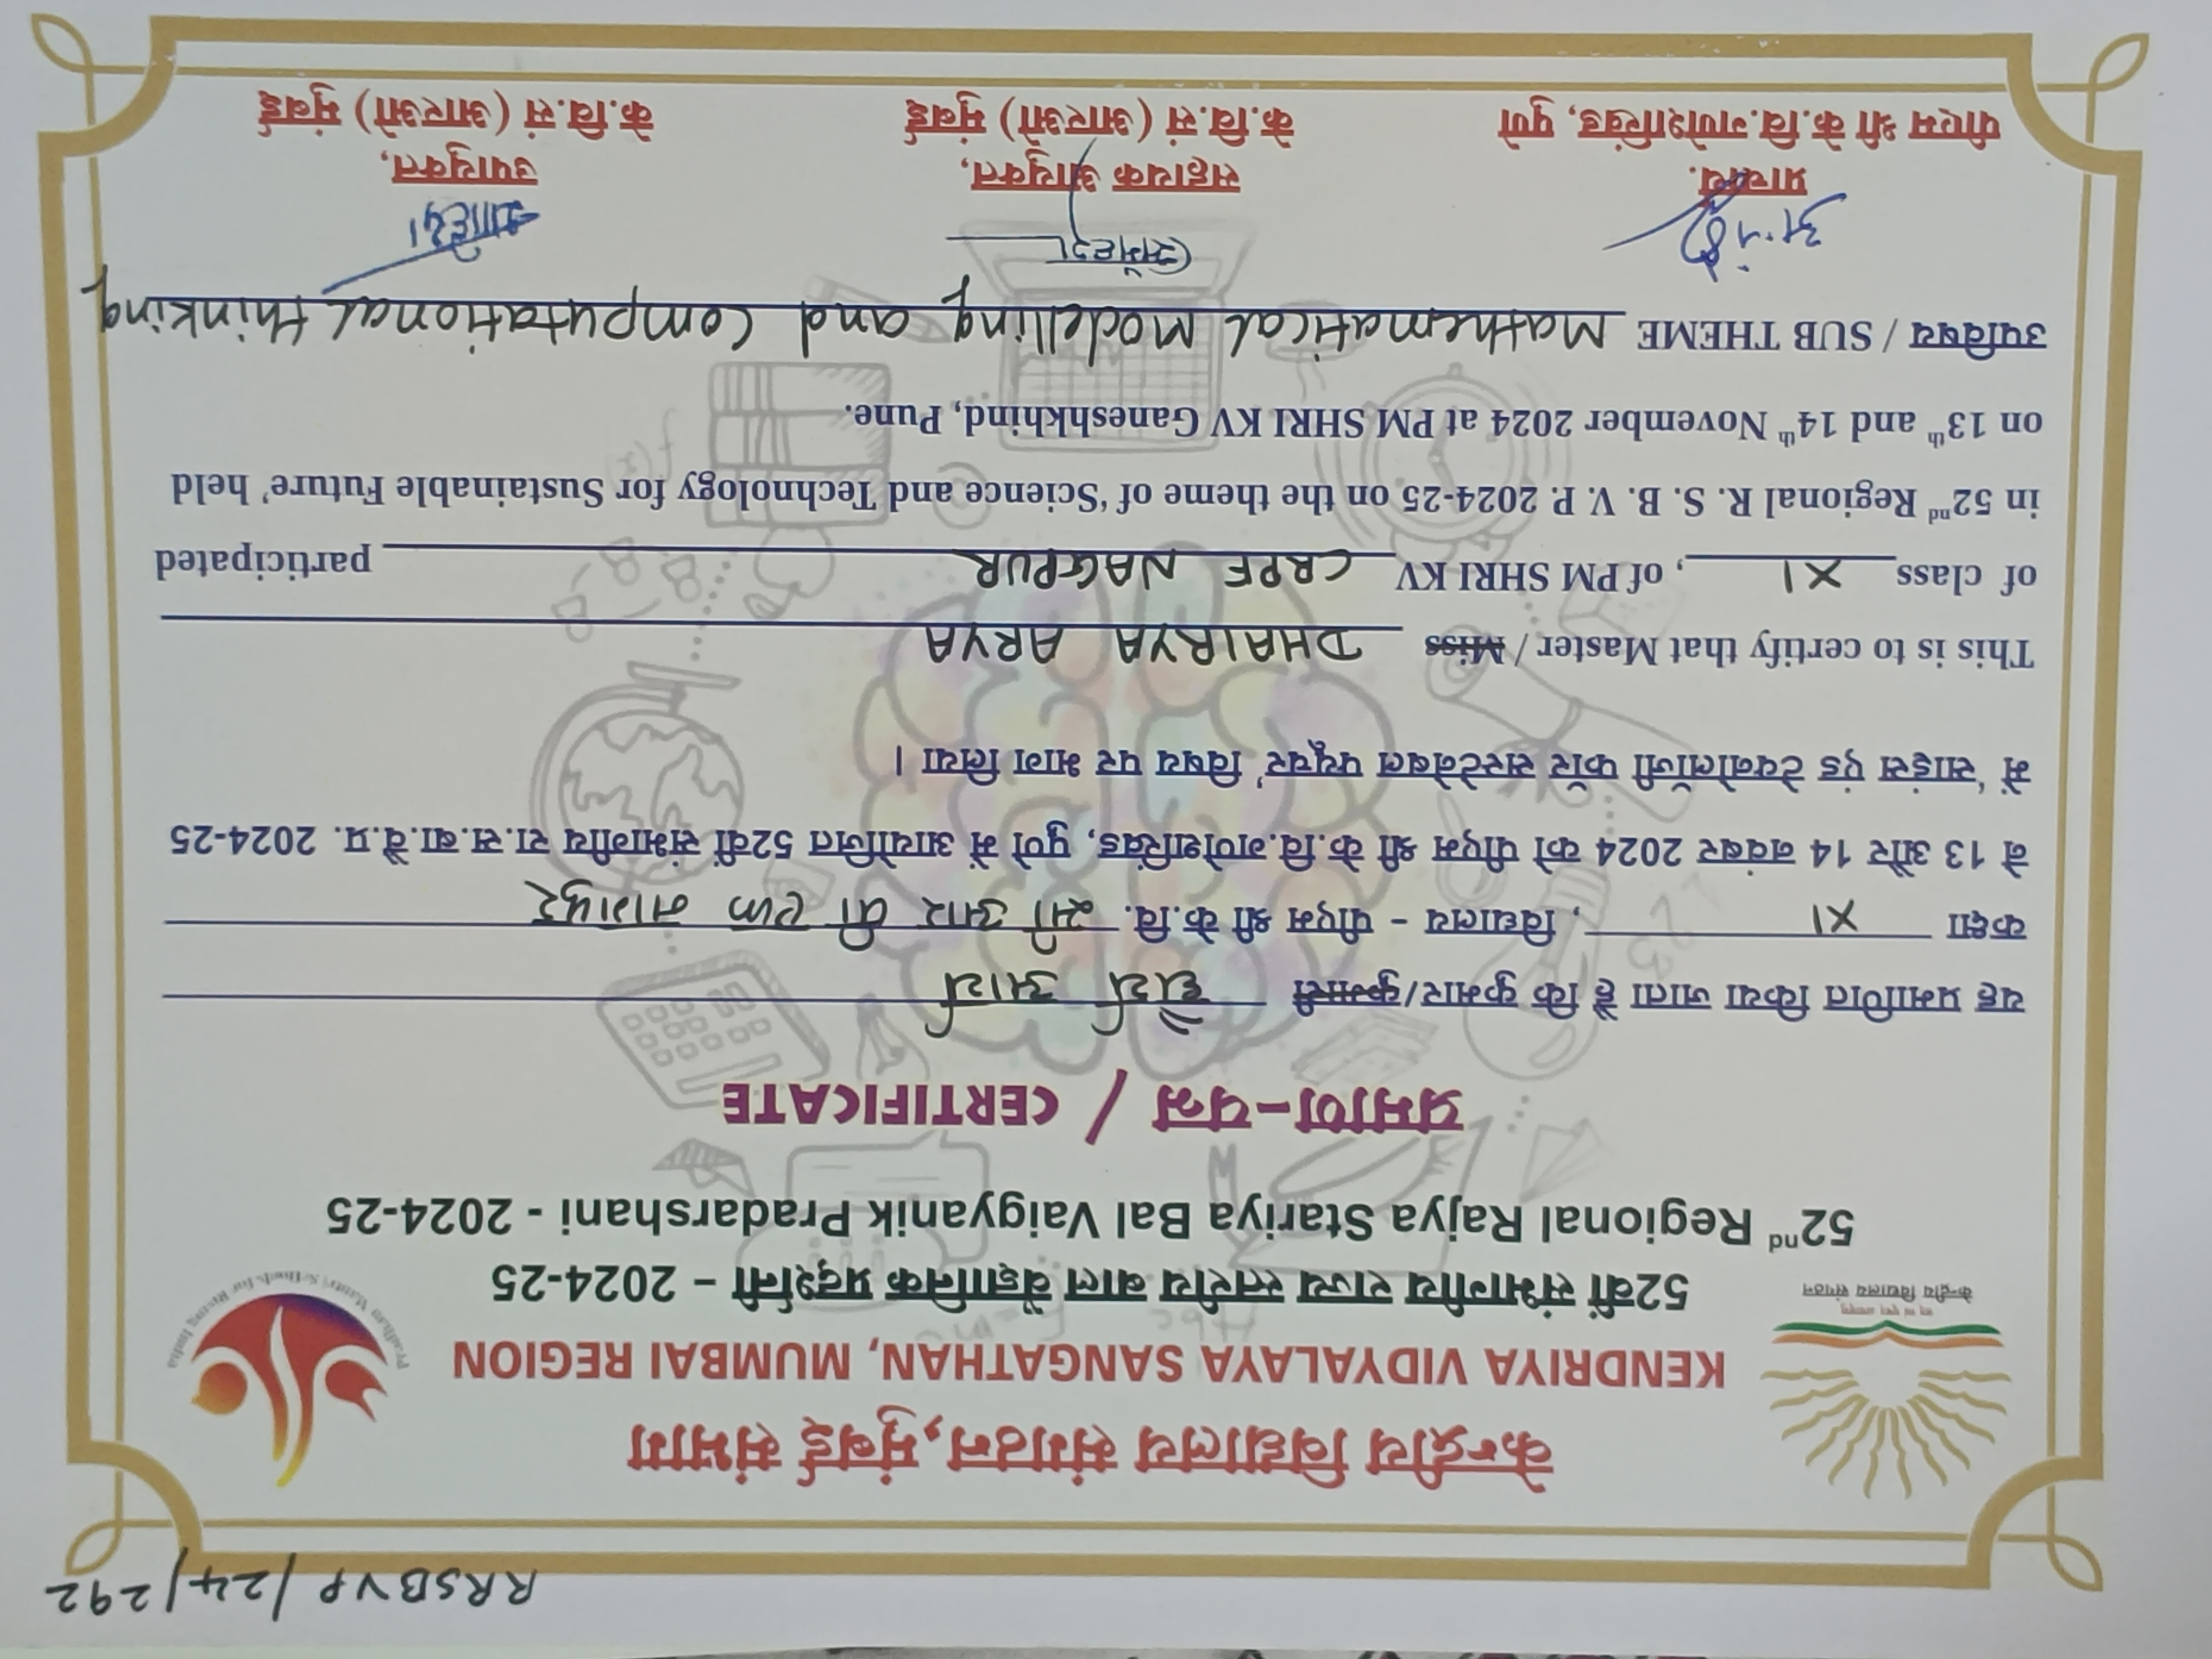 RRSBVP/24/292
केन्द्रीय विद्यालय संगठन,मुंबई संभाग
KENDRIYA VIDYALAYA SANGATHAN, MUMBAI REGION
केन्द्रीय विद्यालय संगठन
Pradhan Mantri Schools for Rising India
52वीं संभागीय राज्य स्तरीय बाल वैज्ञानिक प्रदर्शनी – 2024-25
52nd Regional Rajya Stariya Bal Vaigyanik Pradarshani - 2024-25
प्रमाण-पत्र / CERTIFICATE
यह प्रमाणित किया जाता है कि कुमार/कुमारी धैर्य आर्य
कक्षा XI, विद्यालय - पीएम श्री के.वि. सी आर पी एफ नागपुर
ने 13 और 14 नवंबर 2024 को पीएम श्री के.वि.गणेशखिंड, पुणे में आयोजित 52वीं संभागीय रा.स.बा.वै.प्र. 2024-25
में ‘साइंस एंड टेक्नोलॉजी फॉर सस्टेनेबल फ्यूचर’ विषय पर भाग लिया ।
This is to certify that Master / Miss DHAIRYA ARYA
of class XI, of PM SHRI KV CRPF NAGPUR participated
in 52nd Regional R. S. B. V. P. 2024-25 on the theme of ‘Science and Technology for Sustainable Future’ held
on 13th and 14th November 2024 at PM SHRI KV Ganeshkhind, Pune.
उपविषय / SUB THEME Mathematical Modelling and Computational thinking
प्राचार्य. सहायक आयुक्त, उपायुक्त,
पीएम श्री के.वि.गणेशखिंड, पुणे के.वि.सं (आरओ) मुंबई के.वि.सं (आरओ) मुंबई